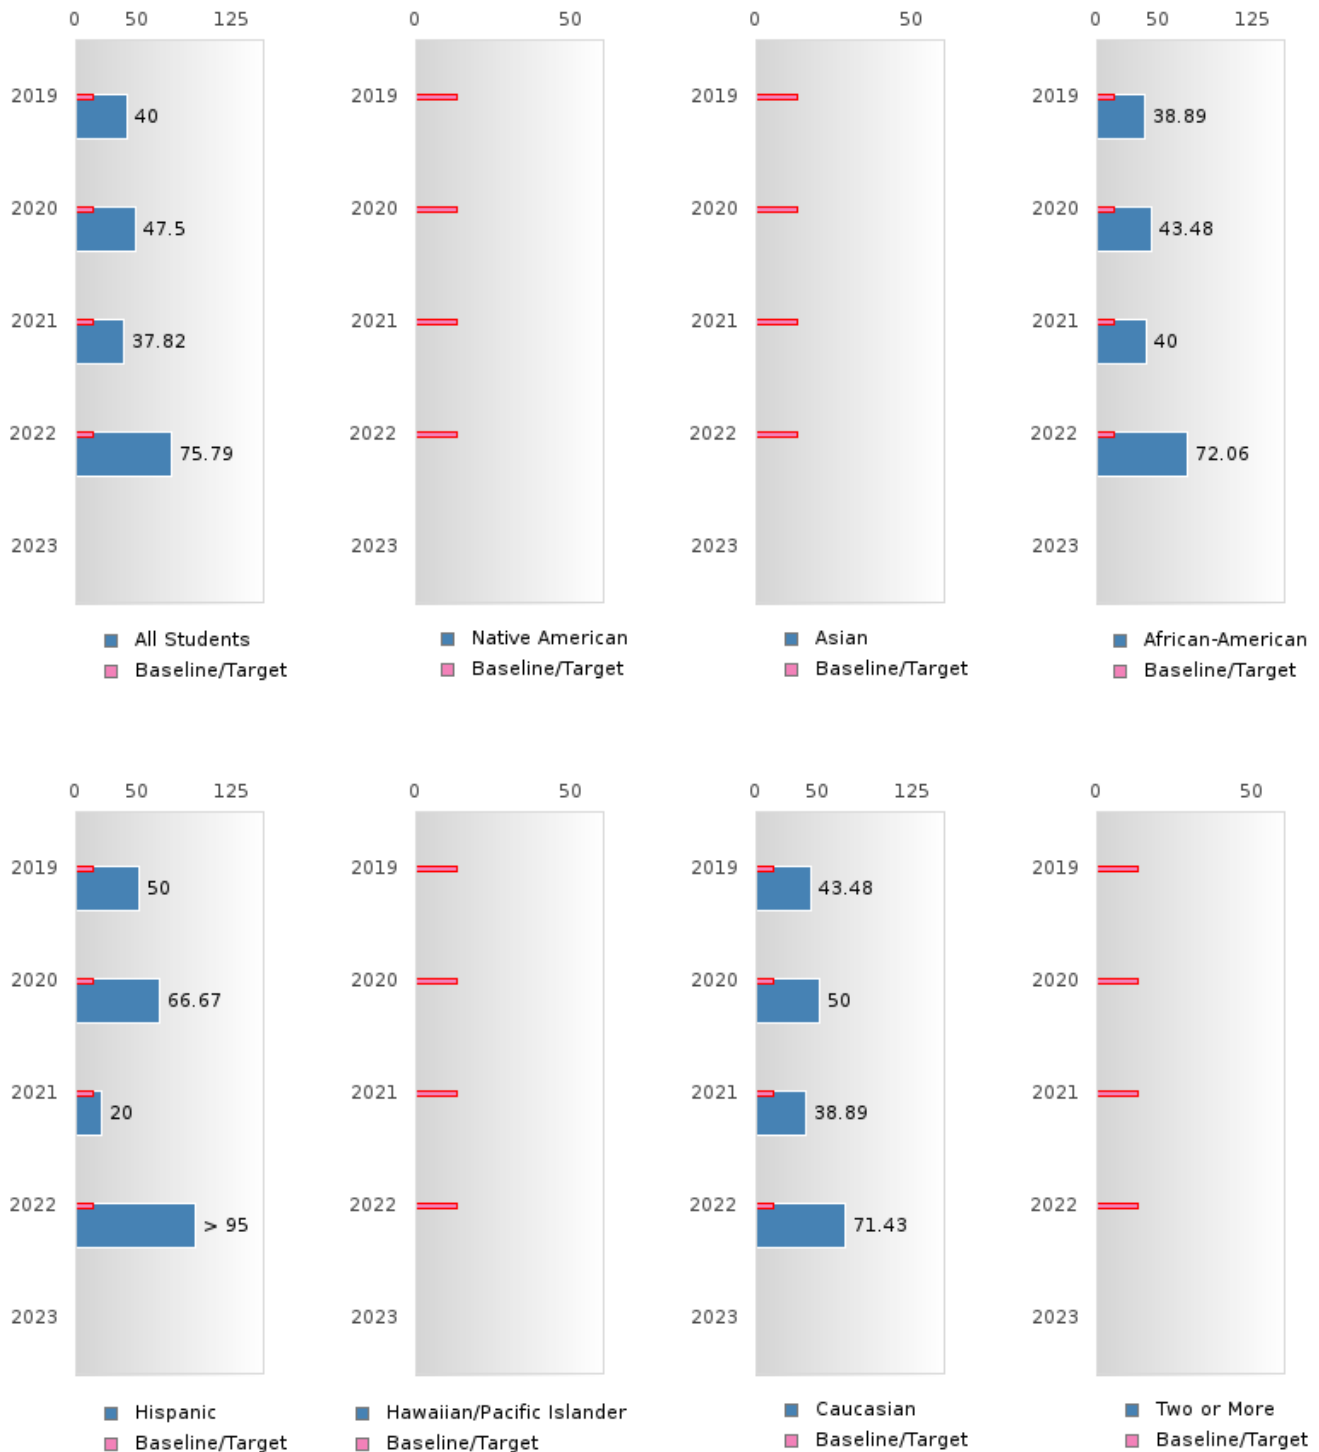 0 50 125
2019 40
2020 47.5
2021 37.82
2022 75.79
2023
All Students
Baseline/Target
0 50
2019
2020
2021
2022
2023
Native American
Baseline/Target
0 50
2019
2020
2021
2022
2023
Asian
Baseline/Target
0 50 125
2019 38.89
2020 43.48
2021 40
2022 72.06
2023
African-American
Baseline/Target
0 50 125
2019 50
2020 66.67
2021 20
2022 > 95
2023
Hispanic
Baseline/Target
0 50
2019
2020
2021
2022
2023
Hawaiian/Pacific Islander
Baseline/Target
0 50 125
2019 43.48
2020 50
2021 38.89
2022 71.43
2023
Caucasian
Baseline/Target
0 50
2019
2020
2021
2022
2023
Two or More
Baseline/Target